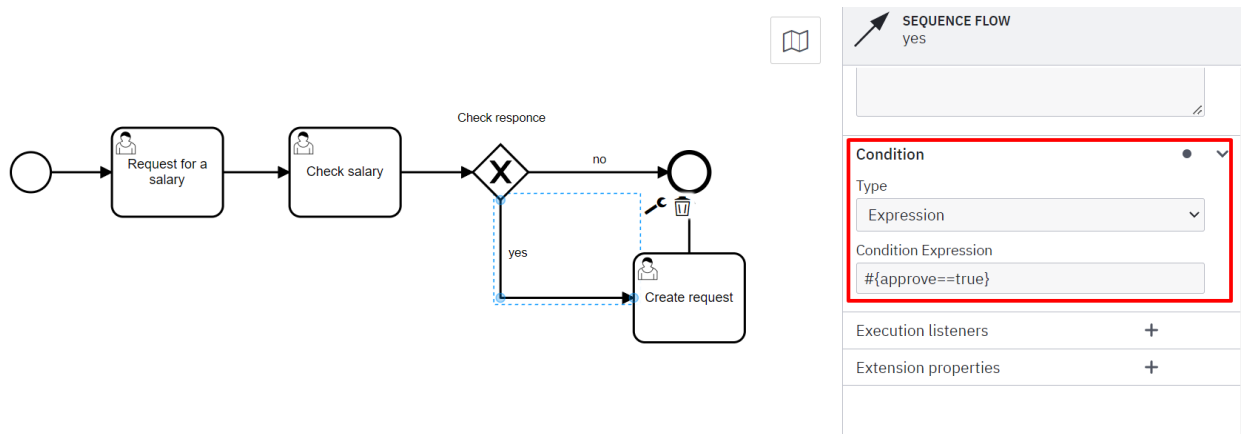 Check responce
Request for a
salary
Check salary
no
yes
Create request
SEQUENCE FLOW
yes
Condition
Type
Expression
Condition Expression
#{approve==true}
Execution listeners
Extension properties